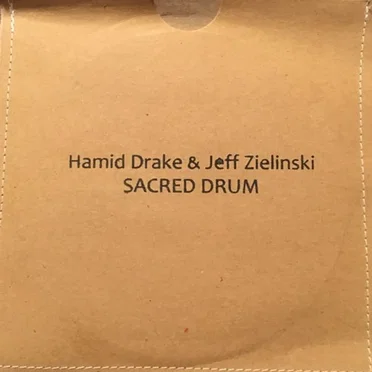 Hamid Drake & Jeff Zielinski
SACRED DRUM